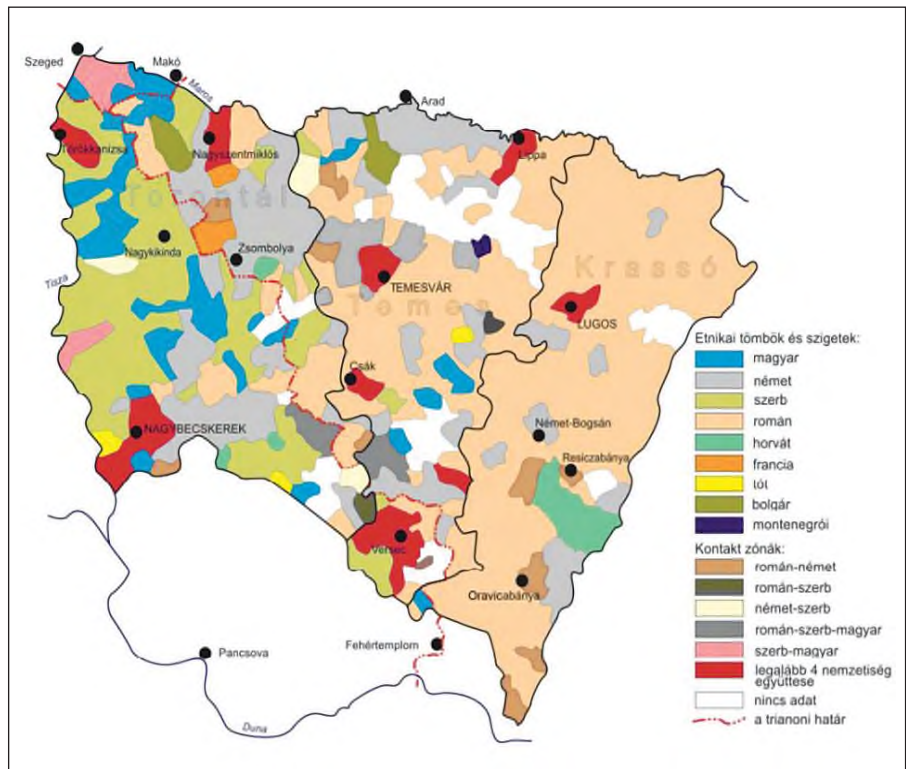 Szeged
Makó
Maros
Arad
Törökkanizsa
Nagyszentmiklós
Lippa
Torontál
Nagykikinda
Zsombolya
Tisza
TEMESVÁR
Temes
Krassó
LUGOS
Csák
NAGYBECSKEREK
Német-Bogsán
Resiczabánya
Versec
Oravicabánya
Fehértemplom
Pancsova
Duna
Etnikai tömbök és szigetek:
magyar
német
szerb
román
horvát
francia
tót
bolgár
montenegrói
Kontakt zónák:
román-német
román-szerb
német-szerb
román-szerb-magyar
szerb-magyar
legalább 4 nemzetiség
együttese
nincs adat
a trianoni határ